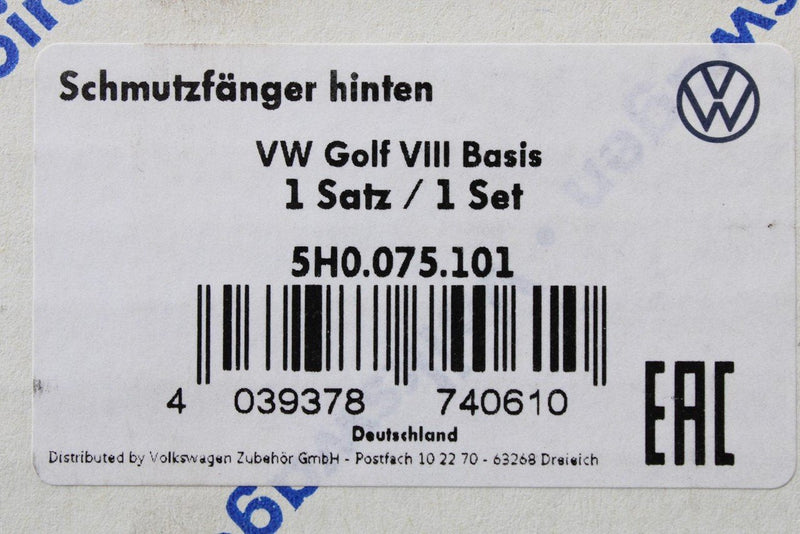 Schmutzfänger hinten
VW Golf VIII Basis
1 Satz / 1 Set
5H0.075.101
4 039378 740610
EAC
Deutschland
Distributed by Volkswagen Zubehör GmbH - Postfach 10 22 70 - 63268 Dreieich